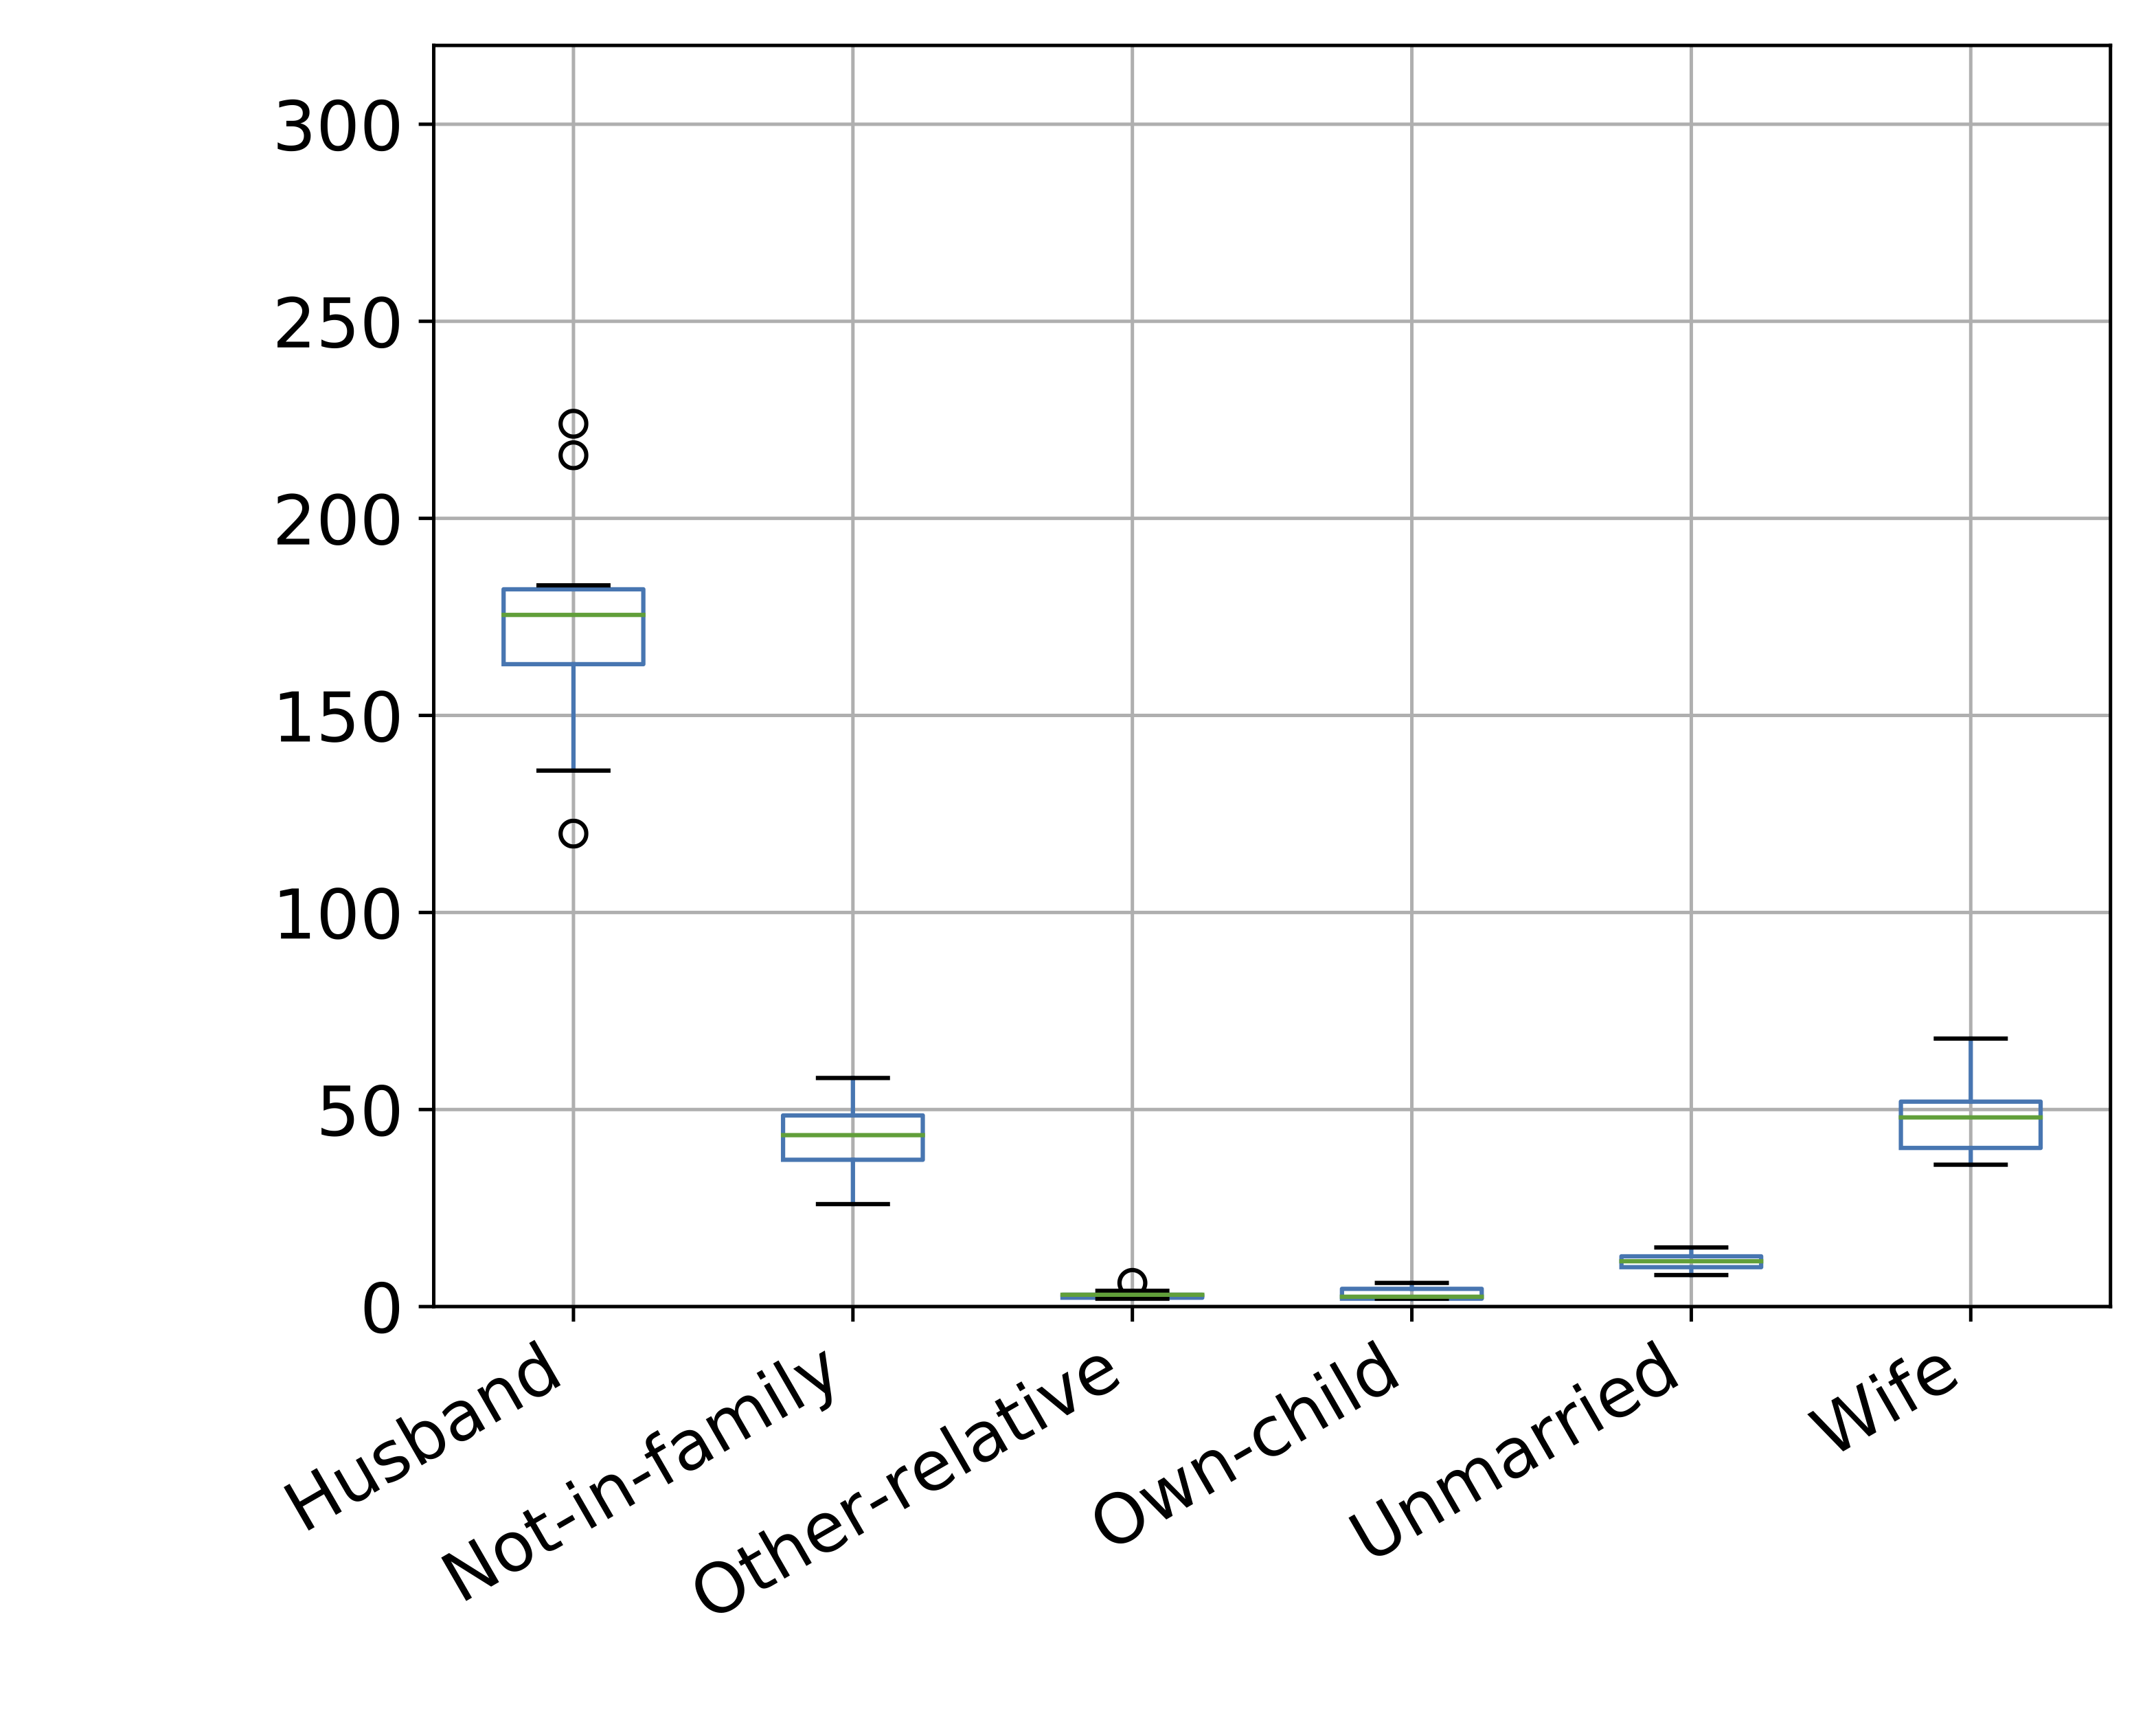 300
250
200
150
100
50
0
Husband
Not-in-family
Other-relative
Own-child
Unmarried
Wife